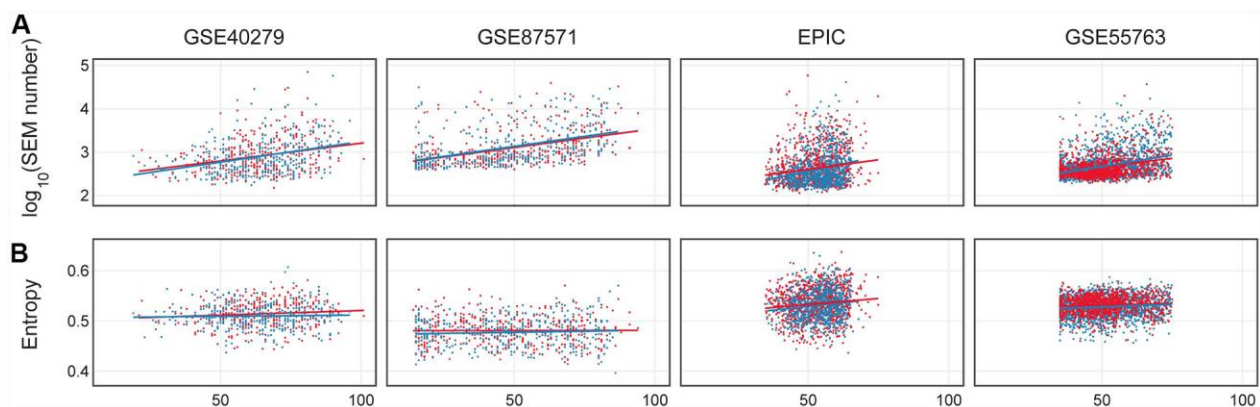 A
GSE40279 GSE87571 EPIC GSE55763
log10(SEM number)
5
4
3
2
B
Entropy
0.6
0.5
0.4
50 100 50 100 50 100 50 100